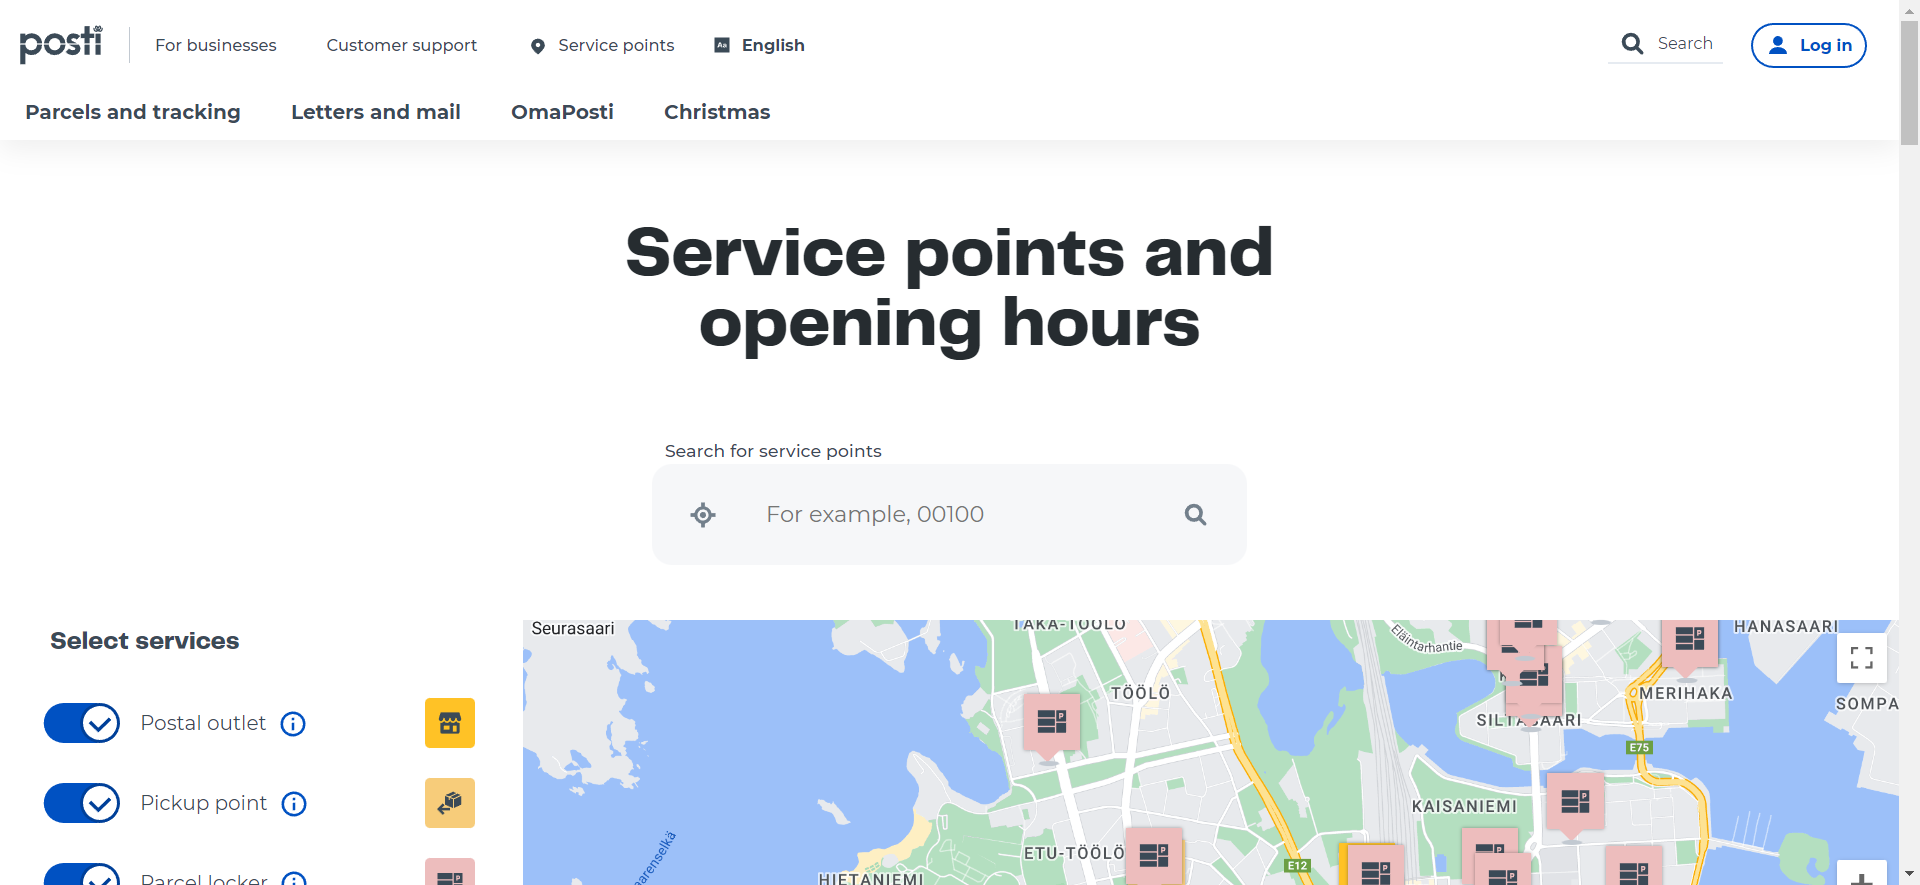 posti
For businesses
Customer support
Service points
English
Search
Log in
Parcels and tracking
Letters and mail
OmaPosti
Christmas
Service points and
opening hours
Search for service points
For example, 00100
Select services
Postal outlet
Pickup point
Parcel locker
Seurasaari
TAKA-TÖÖLÖ
Eläintarhantie
HANASAARI
TÖÖLÖ
MERIHAKA
SOMPA
SILTASAARI
E75
KAISANIEMI
ETU-TÖÖLÖ
E12
HIETANIEMI